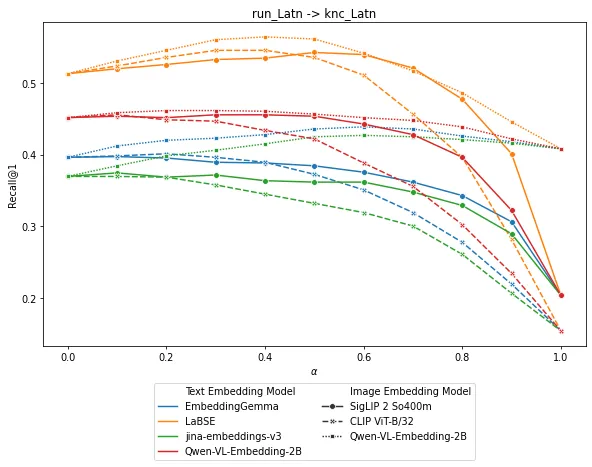 run_Latn -> knc_Latn
Recall@1
0.5
0.4
0.3
0.2
0.0 0.2 0.4 0.6 0.8 1.0
α
Text Embedding Model Image Embedding Model
EmbeddingGemma SigLIP 2 So400m
LaBSE CLIP ViT-B/32
jina-embeddings-v3 Qwen-VL-Embedding-2B
Qwen-VL-Embedding-2B